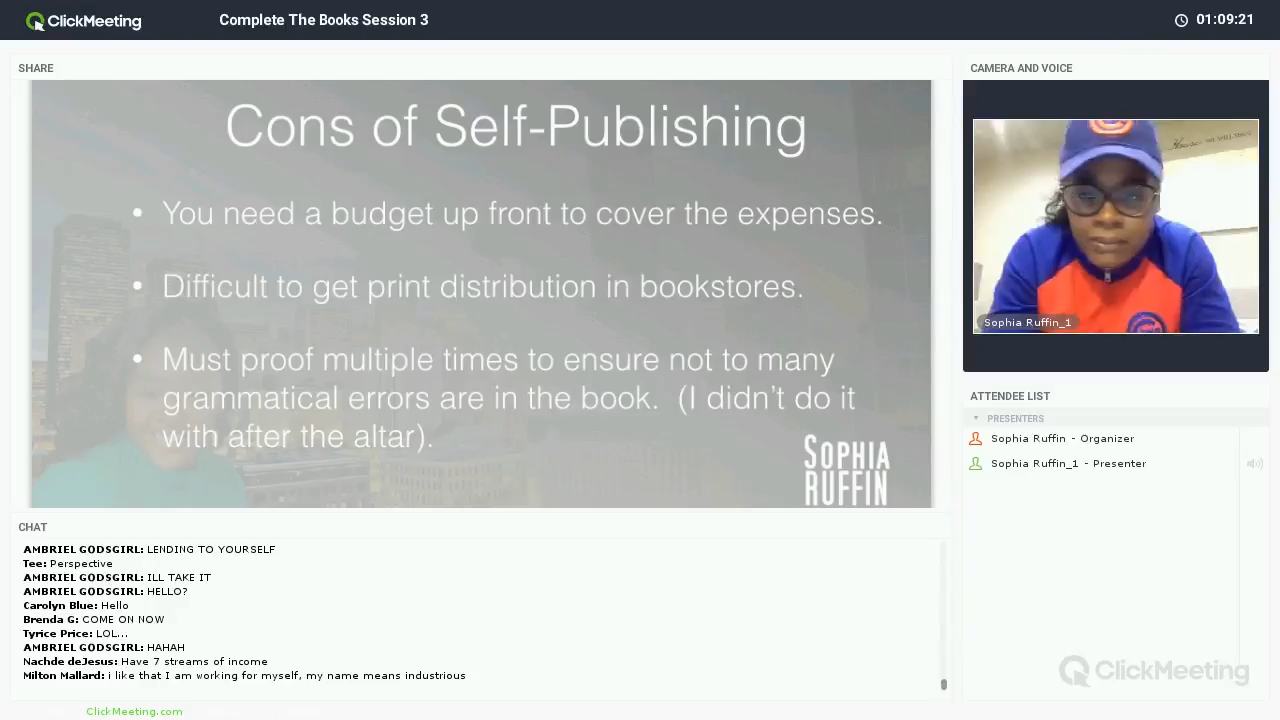 ClickMeeting
Complete The Books Session 3
01:09:21
SHARE
Cons of Self-Publishing
• You need a budget up front to cover the expenses.
• Difficult to get print distribution in bookstores.
• Must proof multiple times to ensure not to many
grammatical errors are in the book. (I didn't do it
with after the altar).
SOPHIA
RUFFIN
CHAT
AMBRIEL GODSGIRL: LENDING TO YOURSELF
Tee: Perspective
AMBRIEL GODSGIRL: ILL TAKE IT
AMBRIEL GODSGIRL: HELLO?
Carolyn Blue: Hello
Brenda G: COME ON NOW
Tyrice Price: LOL...
AMBRIEL GODSGIRL: HAHAH
Nachde deJesus: Have 7 streams of income
Milton Mallard: i like that I am working for myself, my name means industrious
ClickMeeting.com
CAMERA AND VOICE
Sophia Ruffin_1
ATTENDEE LIST
PRESENTERS
Sophia Ruffin - Organizer
Sophia Ruffin_1 - Presenter
ClickMeeting